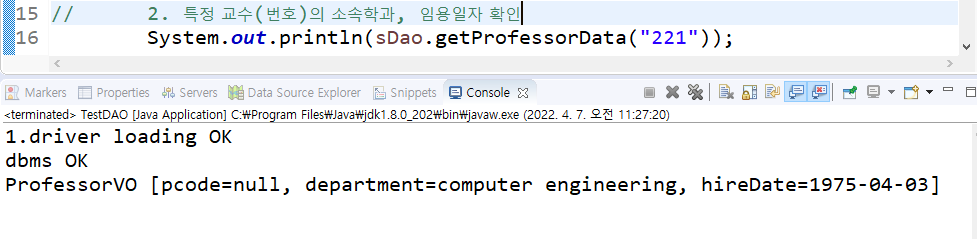 15 //      2. 특정 교수(번호)의 소속학과, 임용일자 확인
16         System.out.println(sDao.getProfessorData("221"));
Markers Properties Servers Data Source Explorer Snippets Console
<terminated> TestDAO [Java Application] C:₩Program Files₩Java₩jdk1.8.0_202₩bin₩javaw.exe (2022. 4. 7. 오전 11:27:20)
1.driver loading OK
dbms OK
ProfessorVO [pcode=null, department=computer engineering, hireDate=1975-04-03]